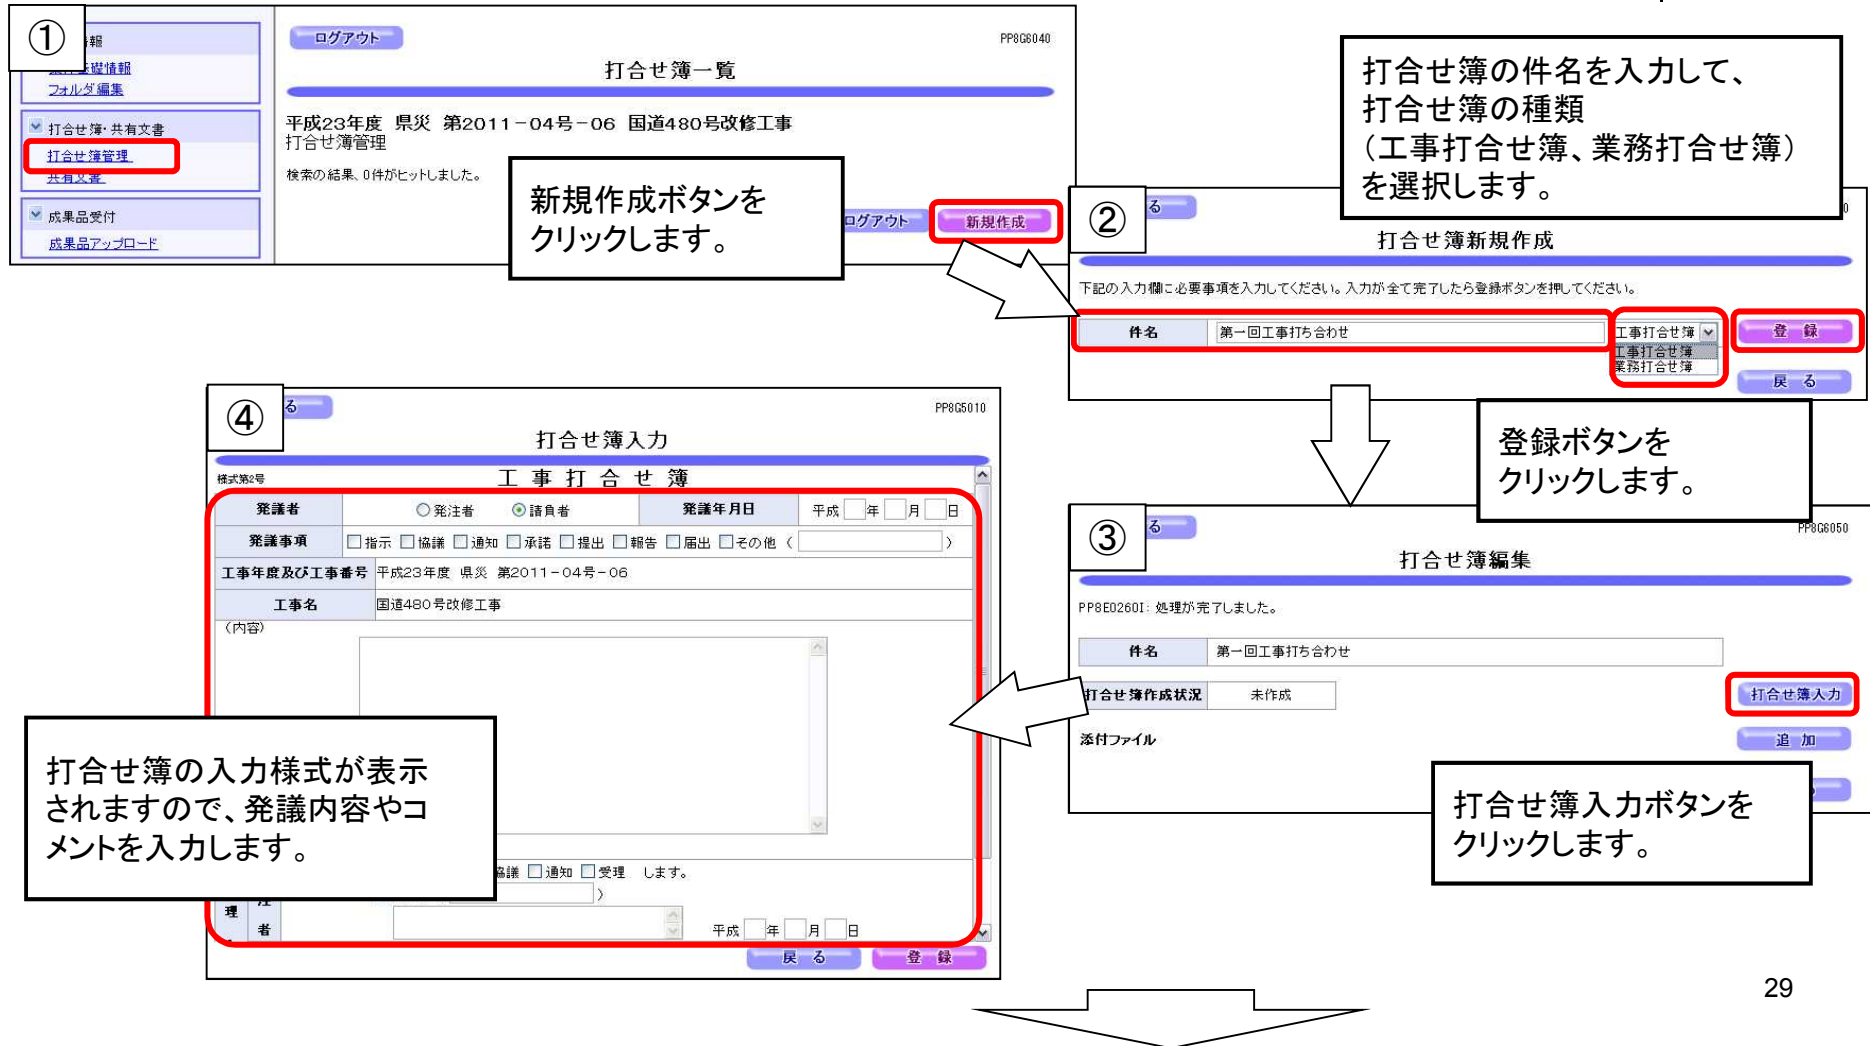 ①
情報
基礎情報
フォルダ編集
打合せ簿・共有文書
打合せ簿管理
共有文書
成果品受付
成果品アップロード
ログアウト
PP8G6040
打合せ簿一覧
平成23年度 県災 第2011-04号-06 国道480号改修工事
打合せ簿管理
検索の結果、0件がヒットしました。
ログアウト
新規作成
新規作成ボタンを
クリックします。
打合せ簿の件名を入力して、
打合せ簿の種類
（工事打合せ簿、業務打合せ簿）
を選択します。
②
る
0
打合せ簿新規作成
下記の入力欄に必要事項を入力してください。入力が全て完了したら登録ボタンを押してください。
件名 第一回工事打ち合わせ 工事打合せ簿 登 録
工事打合せ簿
業務打合せ簿
戻 る
登録ボタンを
クリックします。
③
る
PP8G6050
打合せ簿編集
PP8E0260I: 処理が完了しました。
件名 第一回工事打ち合わせ
打合せ簿作成状況 未作成 打合せ簿入力
添付ファイル 追 加
る
打合せ簿入力ボタンを
クリックします。
④
る
PP8G5010
打合せ簿入力
様式第2号
工 事 打 合 せ 簿
発議者 発注者 請負者 発議年月日 平成 年 月 日
発議事項 指示 協議 通知 承諾 提出 報告 届出 その他 （ ）
工事年度及び工事番号 平成23年度 県災 第2011-04号-06
工事名 国道480号改修工事
（内容）
協議 通知 受理 します。
）
理 注
者
平成 年 月 日
戻 る 登 録
打合せ簿の入力様式が表示
されますので、発議内容やコ
メントを入力します。
29